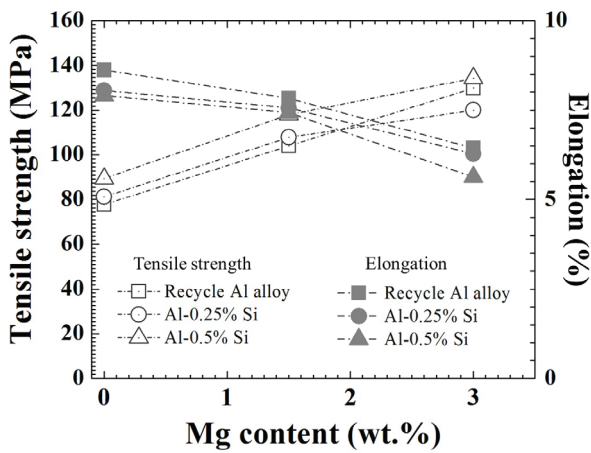 160
140
120
100
80
60
40
20
0
Tensile strength (MPa)
10
5
0
Elongation (%)
Tensile strength
Recycle Al alloy
Al-0.25% Si
Al-0.5% Si
Elongation
Recycle Al alloy
Al-0.25% Si
Al-0.5% Si
0 1 2 3
Mg content (wt.%)